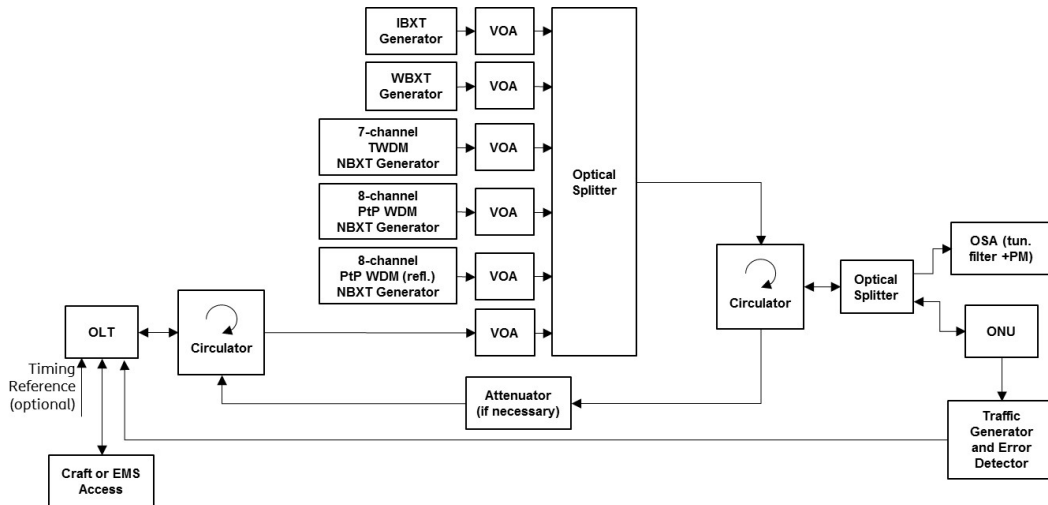 IBXT
Generator
VOA
WBXT
Generator
VOA
7-channel
TWDM
NBXT Generator
VOA
8-channel
PtP WDM
NBXT Generator
VOA
8-channel
PtP WDM (refl.)
NBXT Generator
VOA
VOA
Optical
Splitter
OLT
Circulator
Timing
Reference
(optional)
Craft or EMS
Access
Attenuator
(if necessary)
Circulator
Optical
Splitter
OSA (tun.
filter +PM)
ONU
Traffic
Generator
and Error
Detector